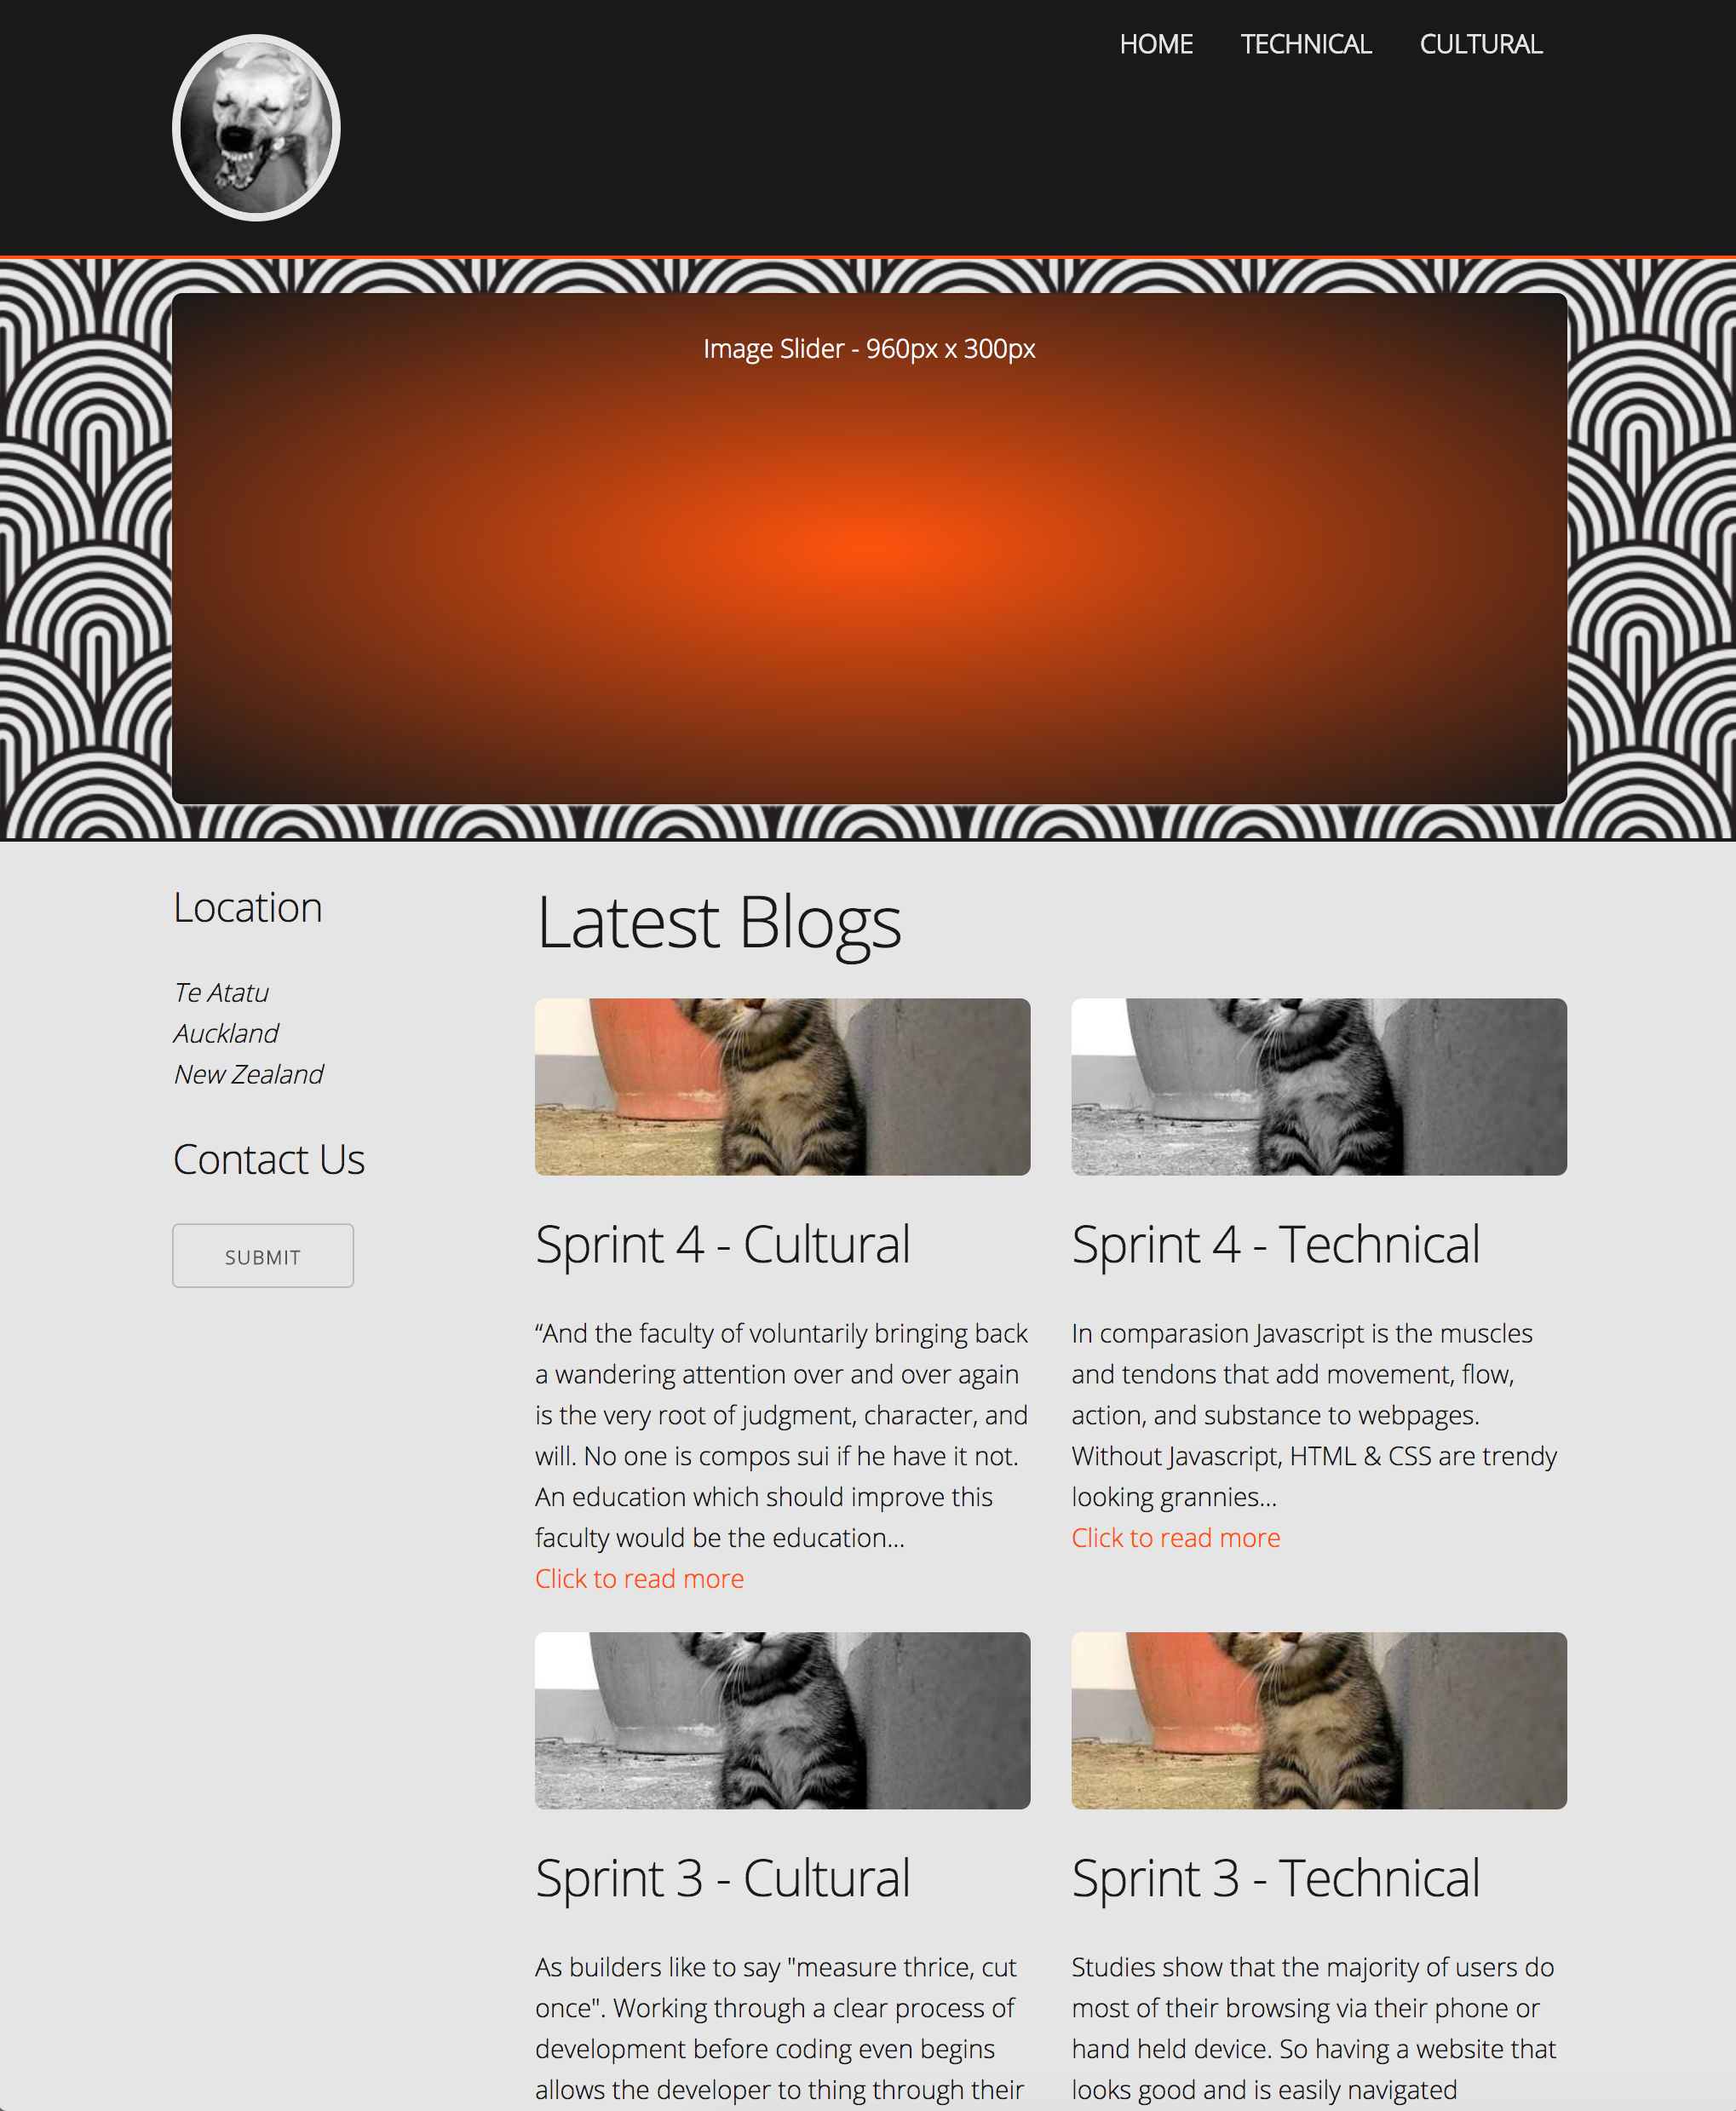 HOME TECHNICAL CULTURAL
Image Slider - 960px x 300px
Location
Te Atatu
Auckland
New Zealand
Contact Us
SUBMIT
Latest Blogs
Sprint 4 - Cultural
“And the faculty of voluntarily bringing back
a wandering attention over and over again
is the very root of judgment, character, and
will. No one is compos sui if he have it not.
An education which should improve this
faculty would be the education...
Click to read more
Sprint 4 - Technical
In comparasion Javascript is the muscles
and tendons that add movement, flow,
action, and substance to webpages.
Without Javascript, HTML & CSS are trendy
looking grannies...
Click to read more
Sprint 3 - Cultural
As builders like to say "measure thrice, cut
once". Working through a clear process of
development before coding even begins
allows the developer to thing through their
Sprint 3 - Technical
Studies show that the majority of users do
most of their browsing via their phone or
hand held device. So having a website that
looks good and is easily navigated